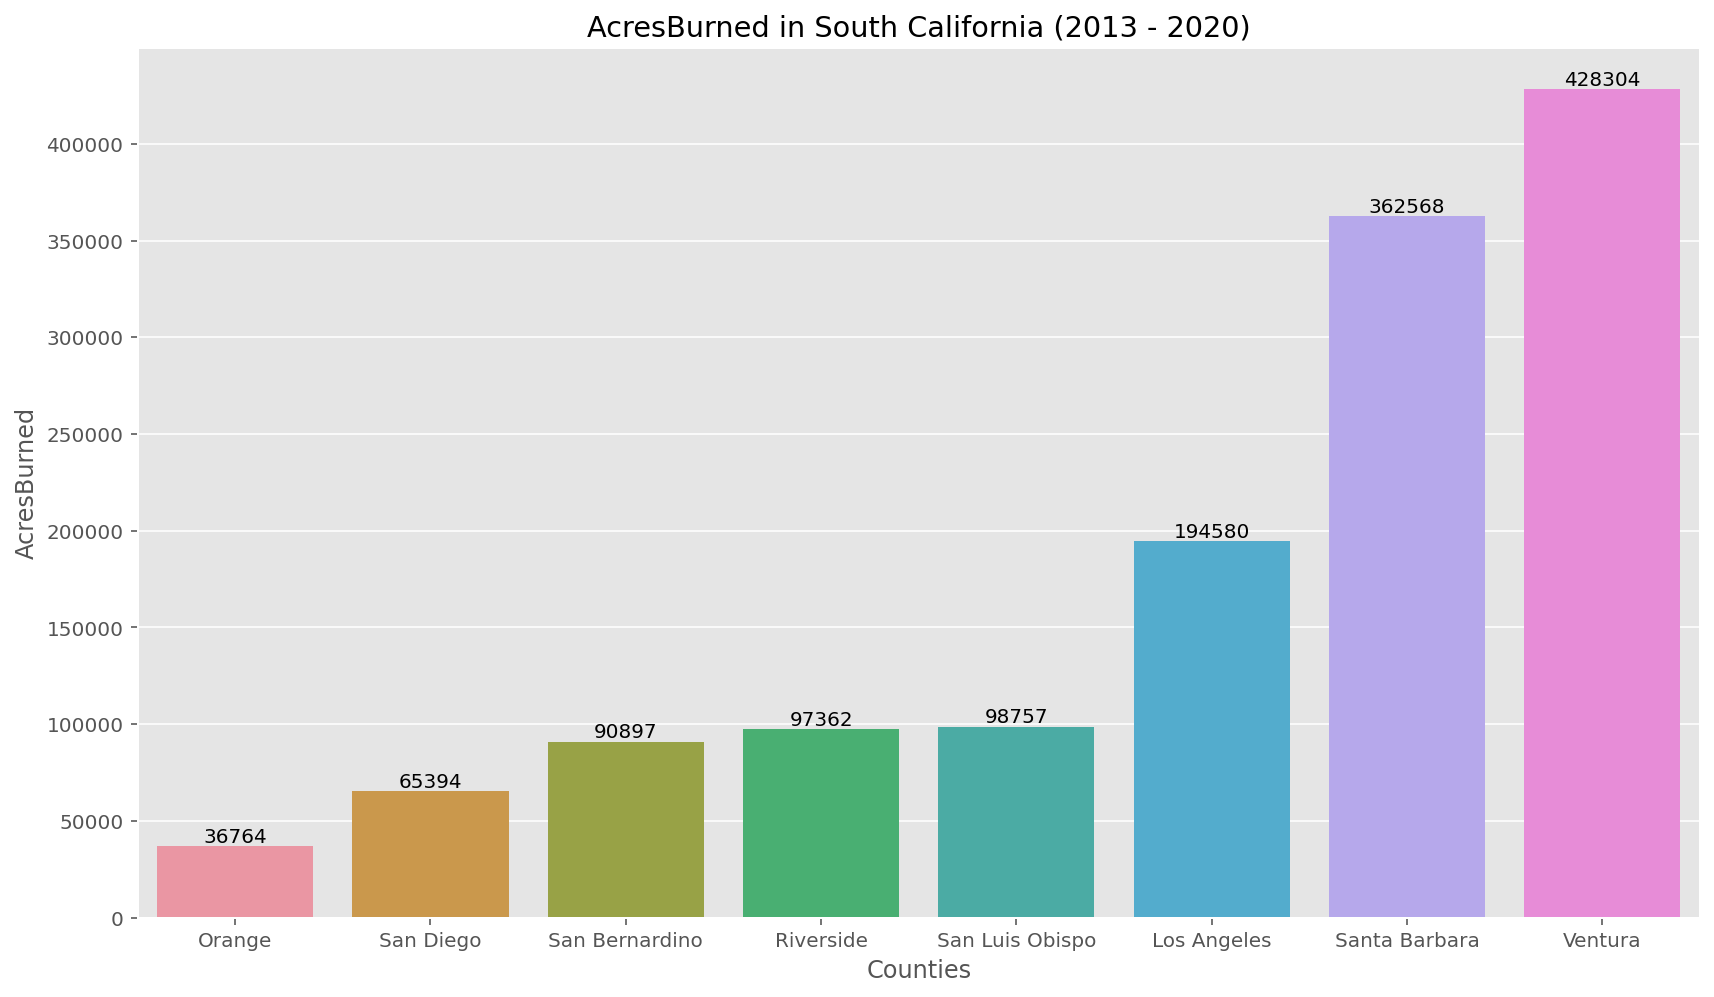 AcresBurned in South California (2013 - 2020)
AcresBurned
400000
350000
300000
250000
200000
150000
100000
50000
0
36764
65394
90897
97362
98757
194580
362568
428304
Orange
San Diego
San Bernardino
Riverside
San Luis Obispo
Los Angeles
Santa Barbara
Ventura
Counties